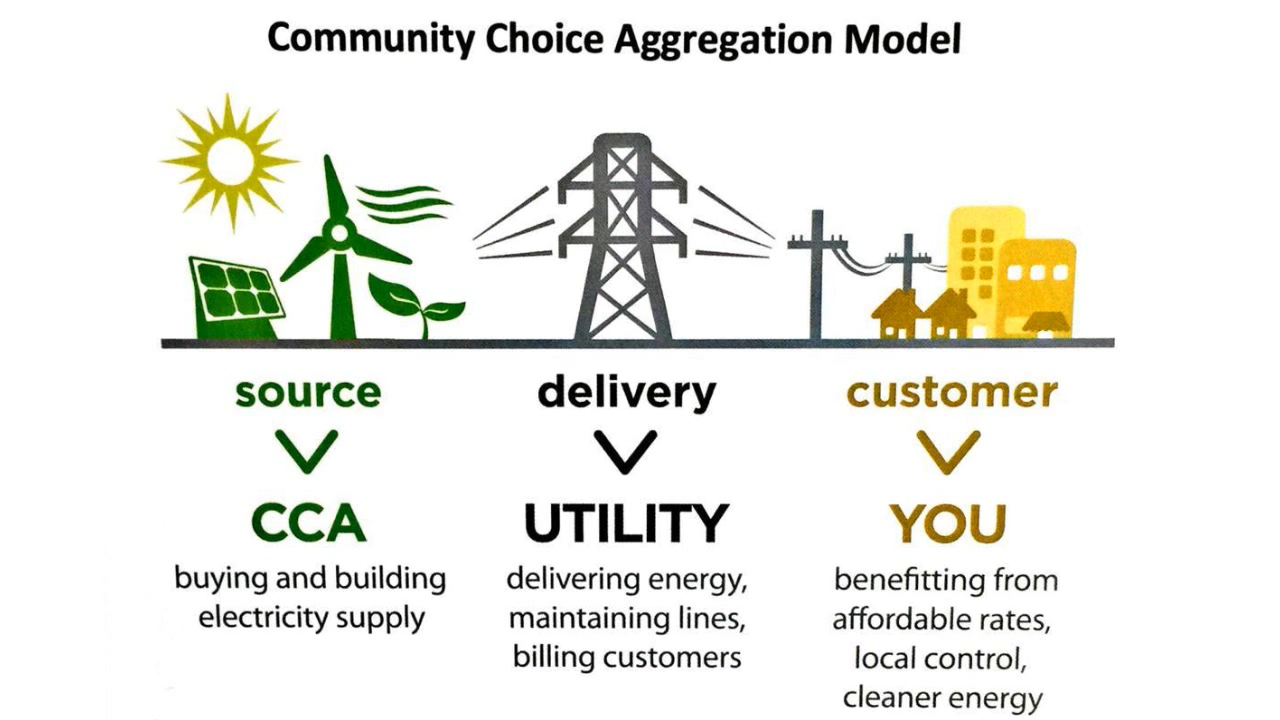 Community Choice Aggregation Model
source
delivery
customer
CCA
UTILITY
YOU
buying and building
electricity supply
delivering energy,
maintaining lines,
billing customers
benefitting from
affordable rates,
local control,
cleaner energy